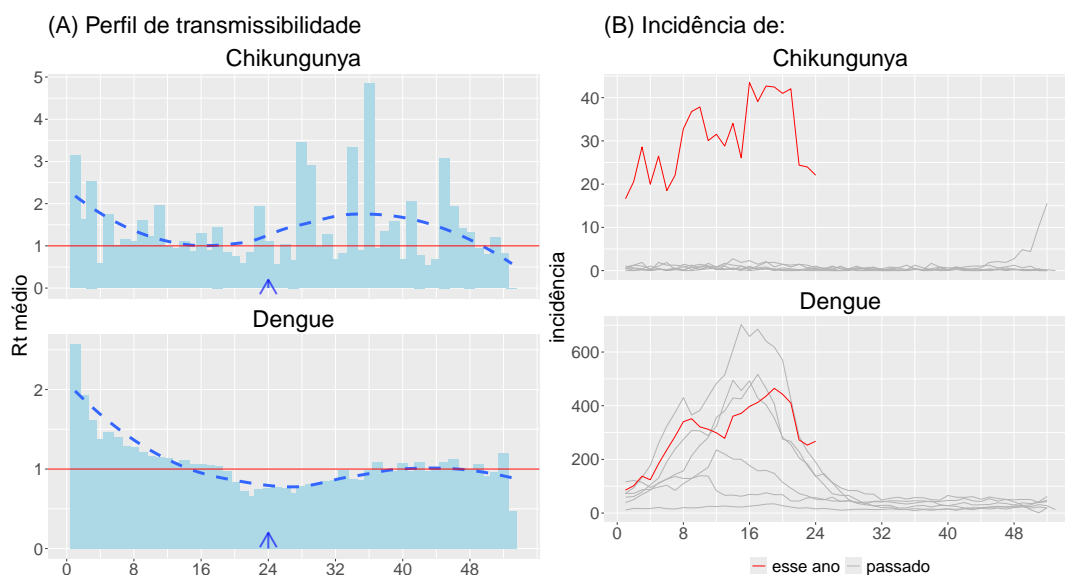 (A) Perfil de transmissibilidade
Chikungunya
5
4
3
2
1
0
Dengue
2
1
0
Rt médio
0 8 16 24 32 40 48
(B) Incidência de:
Chikungunya
40
30
20
10
0
Dengue
600
400
200
0
incidência
0 8 16 24 32 40 48
esse ano passado